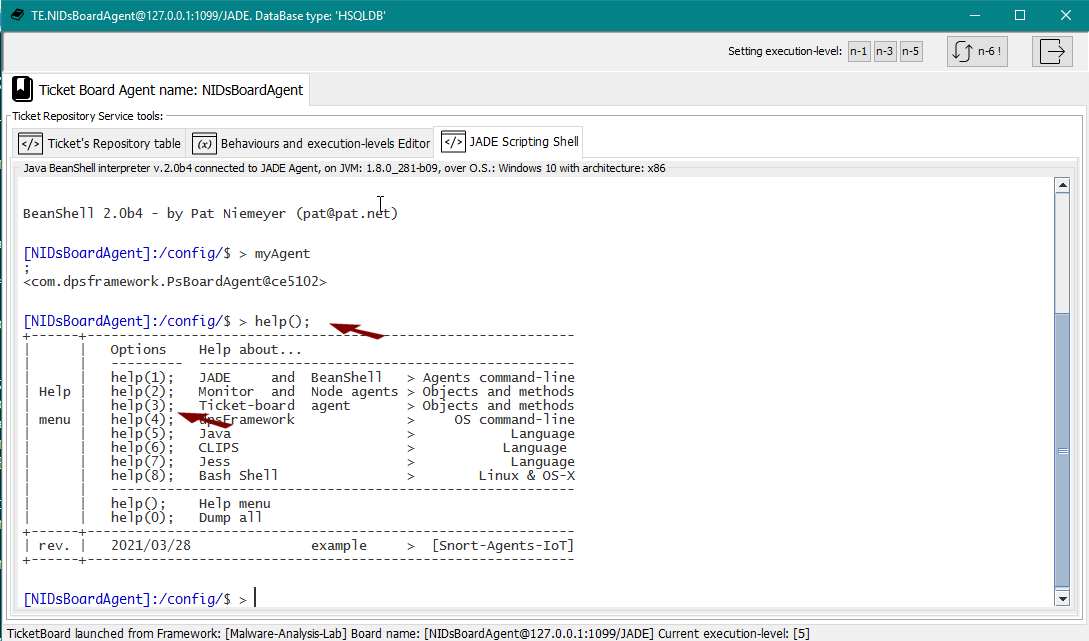 TE.NIDsBoardAgent@127.0.0.1:1099/JADE. DataBase type: 'HSQLDB'
Setting execution-level: n-1 n-3 n-5 n-6 !
Ticket Board Agent name: NIDsBoardAgent
Ticket Repository Service tools:
</> Ticket's Repository table (x) Behaviours and execution-levels Editor </> JADE Scripting Shell
Java BeanShell interpreter v.2.0b4 connected to JADE Agent, on JVM: 1.8.0_281-b09, over O.S.: Windows 10 with architecture: x86
BeanShell 2.0b4 - by Pat Niemeyer (pat@pat.net)
[NIDsBoardAgent]:/config/$ > myAgent
;
<com.dpsframework.PsBoardAgent@ce5102>
[NIDsBoardAgent]:/config/$ > help();
+------+--------------------------------------------------------------
|      |   Options    Help about...
|      |   ---------  -----------------------------------------------
|      |   help(1);   JADE     and  BeanShell   > Agents command-line
| Help |   help(2);   Monitor  and  Node agents > Objects and methods
|      |   help(3);   Ticket-board  agent       > Objects and methods
| menu |   help(4);   dpsFramework              >     OS command-line
|      |   help(5);   Java                      >            Language
|      |   help(6);   CLIPS                     >           Language
|      |   help(7);   Jess                      >            Language
|      |   help(8);   Bash Shell                >        Linux & OS-X
|      |   ----------------------------------------------------------
|      |   help();    Help menu
|      |   help(0);   Dump all
+------+--------------------------------------------------------------
| rev. |   2021/03/28               example     >  [Snort-Agents-IoT]
+------+--------------------------------------------------------------
[NIDsBoardAgent]:/config/$ >
TicketBoard launched from Framework: [Malware-Analysis-Lab] Board name: [NIDsBoardAgent@127.0.0.1:1099/JADE] Current execution-level: [5]